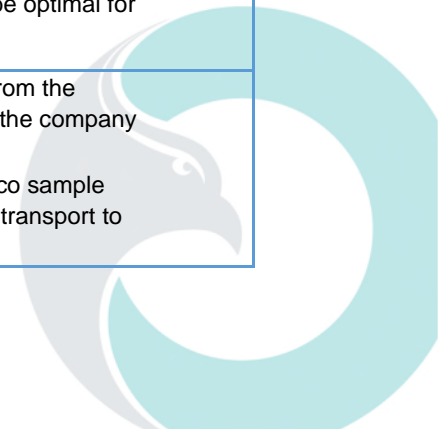 be optimal for
rom the
the company
co sample
transport to